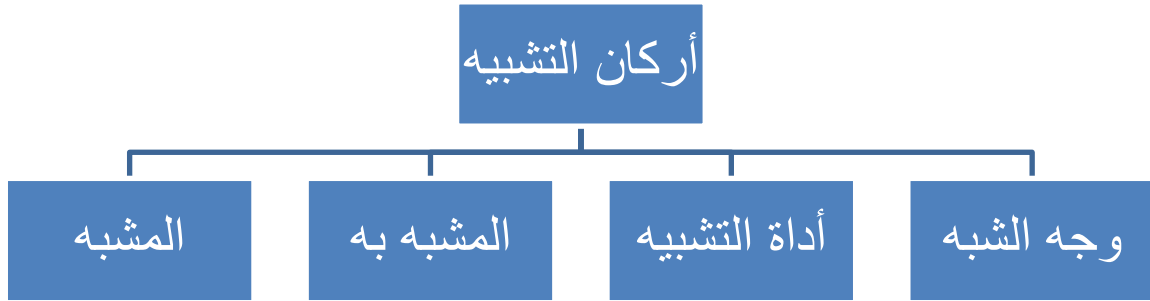 أركان التشبيه
وجه الشبه
أداة التشبيه
المشبه به
المشبه